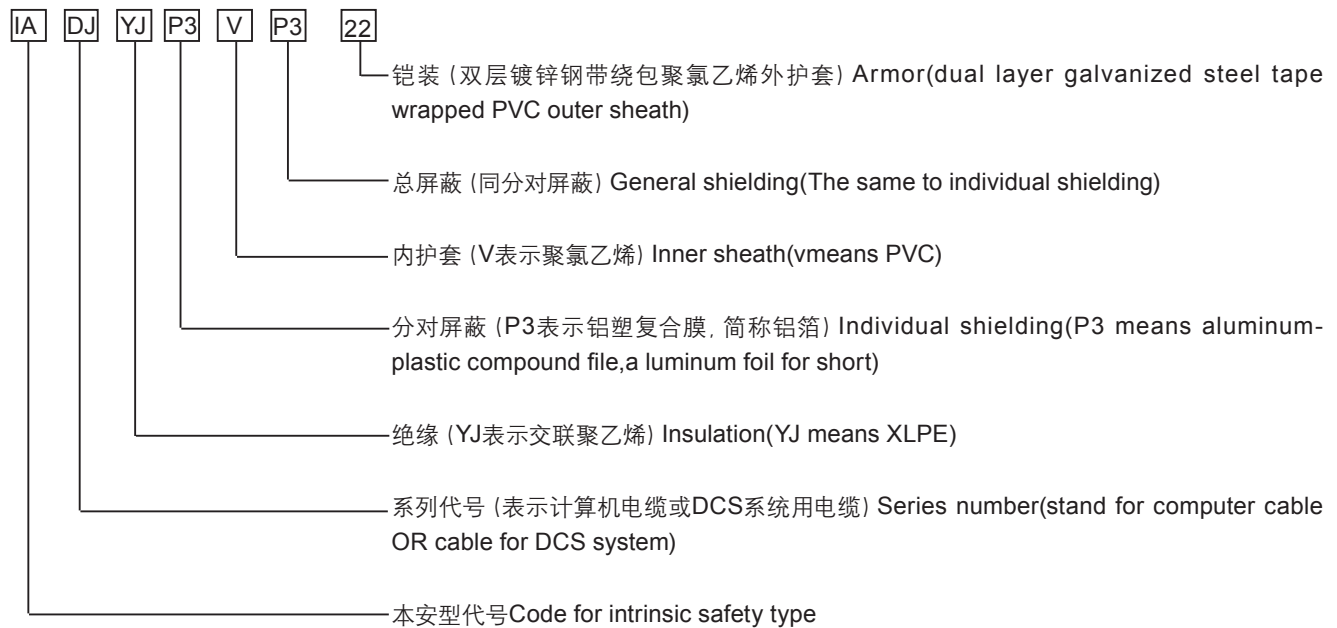 IA DJ YJ P3 V P3 22
铠装（双层镀锌钢带绕包聚氯乙烯外护套）Armor(dual layer galvanized steel tape
wrapped PVC outer sheath)
总屏蔽（同分对屏蔽）General shielding(The same to individual shielding)
内护套（V表示聚氯乙烯）Inner sheath(vmeans PVC)
分对屏蔽（P3表示铝塑复合膜, 简称铝箔）Individual shielding(P3 means aluminum-
plastic compound file,a luminum foil for short)
绝缘（YJ表示交联聚乙烯）Insulation(YJ means XLPE)
系列代号（表示计算机电缆或DCS系统用电缆）Series number(stand for computer cable
OR cable for DCS system)
本安型代号Code for intrinsic safety type